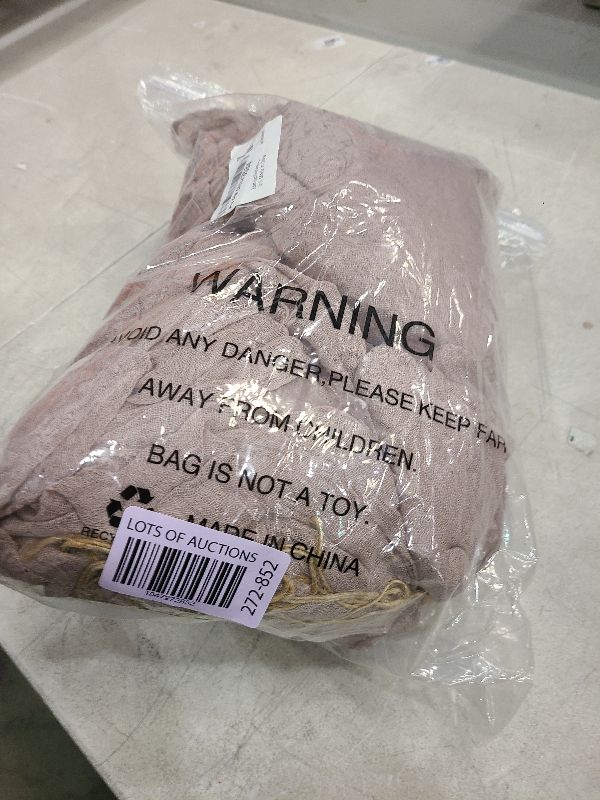 WARNING
AVOID ANY DANGER,PLEASE KEEP FAR
AWAY FROM CHILDREN.
BAG IS NOT A TOY.
MADE IN CHINA
LOTS OF AUCTIONS
272-852